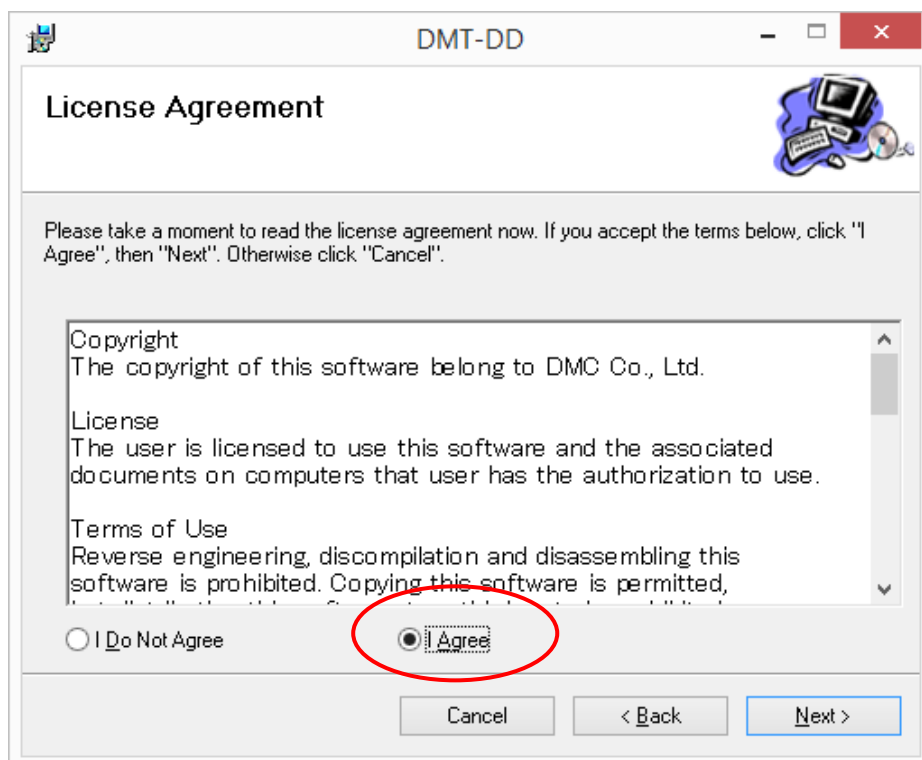 DMT-DD
License Agreement
Please take a moment to read the license agreement now. If you accept the terms below, click "I
Agree", then "Next". Otherwise click "Cancel".
Copyright
The copyright of this software belong to DMC Co., Ltd.
License
The user is licensed to use this software and the associated
documents on computers that user has the authorization to use.
Terms of Use
Reverse engineering, discompilation and disassembling this
software is prohibited. Copying this software is permitted,
I Do Not Agree
I Agree
Cancel
< Back
Next >